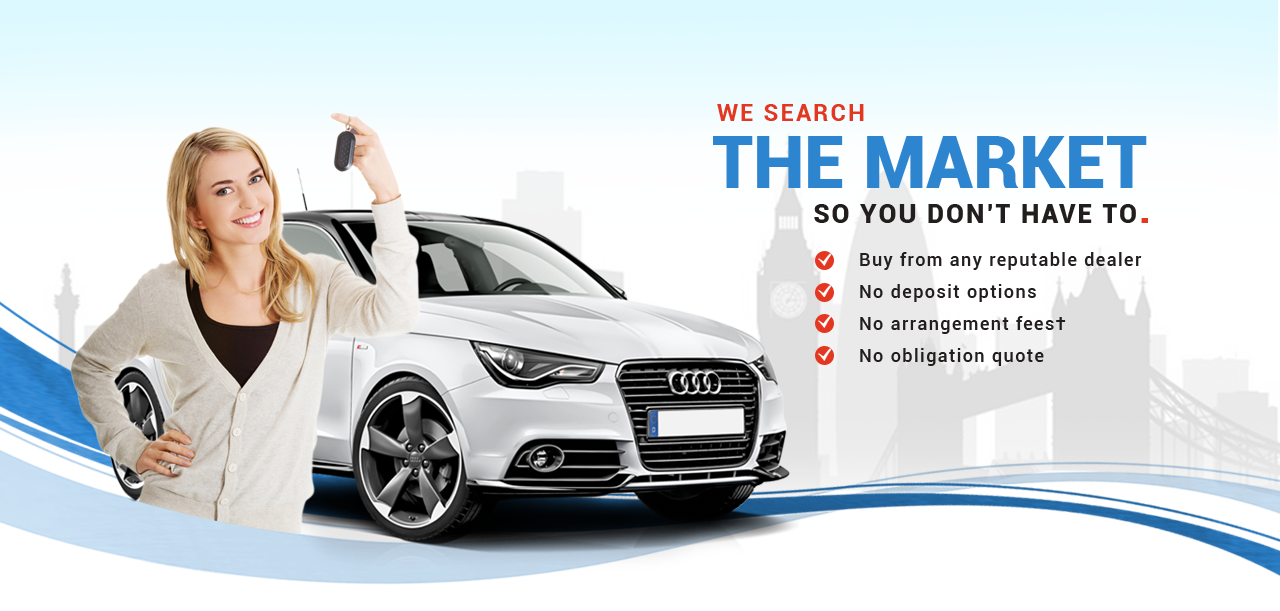 WE SEARCH
THE MARKET
SO YOU DON'T HAVE TO.
Buy from any reputable dealer
No deposit options
No arrangement fees†
No obligation quote